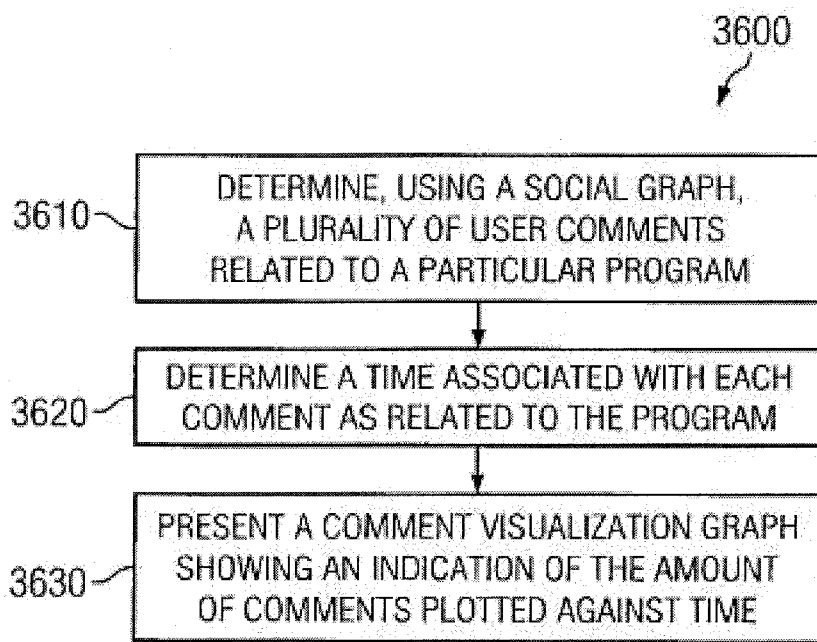 3600
3610
DETERMINE, USING A SOCIAL GRAPH,
A PLURALITY OF USER COMMENTS
RELATED TO A PARTICULAR PROGRAM
3620
DETERMINE A TIME ASSOCIATED WITH EACH
COMMENT AS RELATED TO THE PROGRAM
3630
PRESENT A COMMENT VISUALIZATION GRAPH
SHOWING AN INDICATION OF THE AMOUNT
OF COMMENTS PLOTTED AGAINST TIME